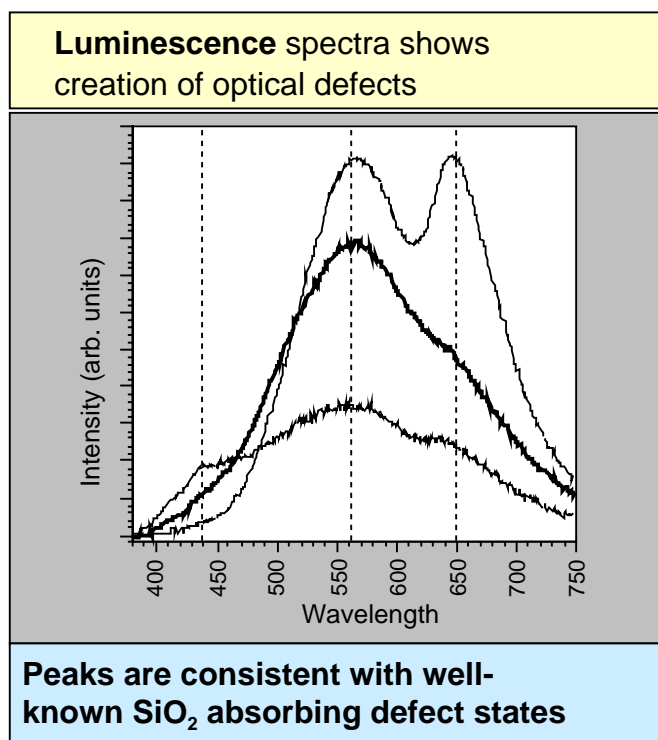 Luminescence spectra shows
creation of optical defects
Intensity (arb. units)
400 450 500 550 600 650 700 750
Wavelength
Peaks are consistent with well-
known SiO₂ absorbing defect states